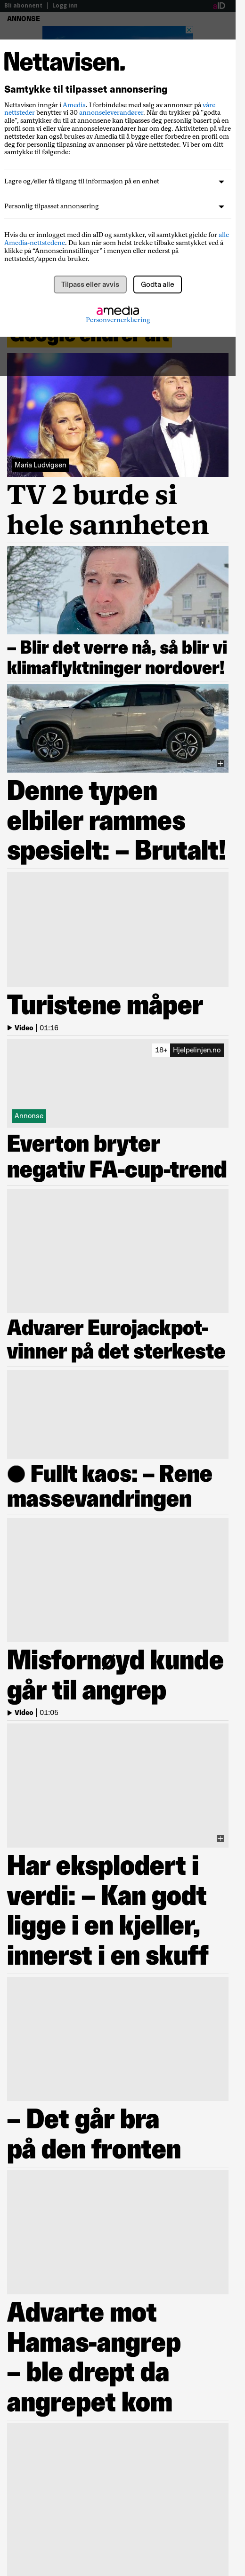 Bli abonnent | Logg inn
aID
ANNONSE
Nettavisen.
Samtykke til tilpasset annonsering
Nettavisen inngår i Amedia. I forbindelse med salg av annonser på våre
nettsteder benytter vi 30 annonseleverandører. Når du trykker på "godta
alle", samtykker du til at annonsene kan tilpasses deg personlig basert på en
profil som vi eller våre annonseleverandører har om deg. Aktiviteten på våre
nettsteder kan også brukes av Amedia til å bygge eller forbedre en profil om
deg for personlig tilpasning av annonser på våre nettsteder. Vi ber om ditt
samtykke til følgende:
Lagre og/eller få tilgang til informasjon på en enhet
Personlig tilpasset annonsering
Hvis du er innlogget med din aID og samtykker, vil samtykket gjelde for alle
Amedia-nettstedene. Du kan når som helst trekke tilbake samtykket ved å
klikke på “Annonseinnstillinger” i menyen eller nederst på
nettstedet/appen du bruker.
Tilpass eller avvis
Godta alle
amedia
Personvernerklæring
Google endrer alt
Maria Ludvigsen
TV 2 burde si
hele sannheten
– Blir det verre nå, så blir vi
klimaflyktninger nordover!
Denne typen
elbiler rammes
spesielt: – Brutalt!
Turistene måper
Video | 01:16
18+ Hjelpelinjen.no
Annonse
Everton bryter
negativ FA-cup-trend
Advarer Eurojackpot-
vinner på det sterkeste
● Fullt kaos: – Rene
massevandringen
Misfornøyd kunde
går til angrep
Video | 01:05
Har eksplodert i
verdi: – Kan godt
ligge i en kjeller,
innerst i en skuff
– Det går bra
på den fronten
Advarte mot
Hamas-angrep
– ble drept da
angrepet kom